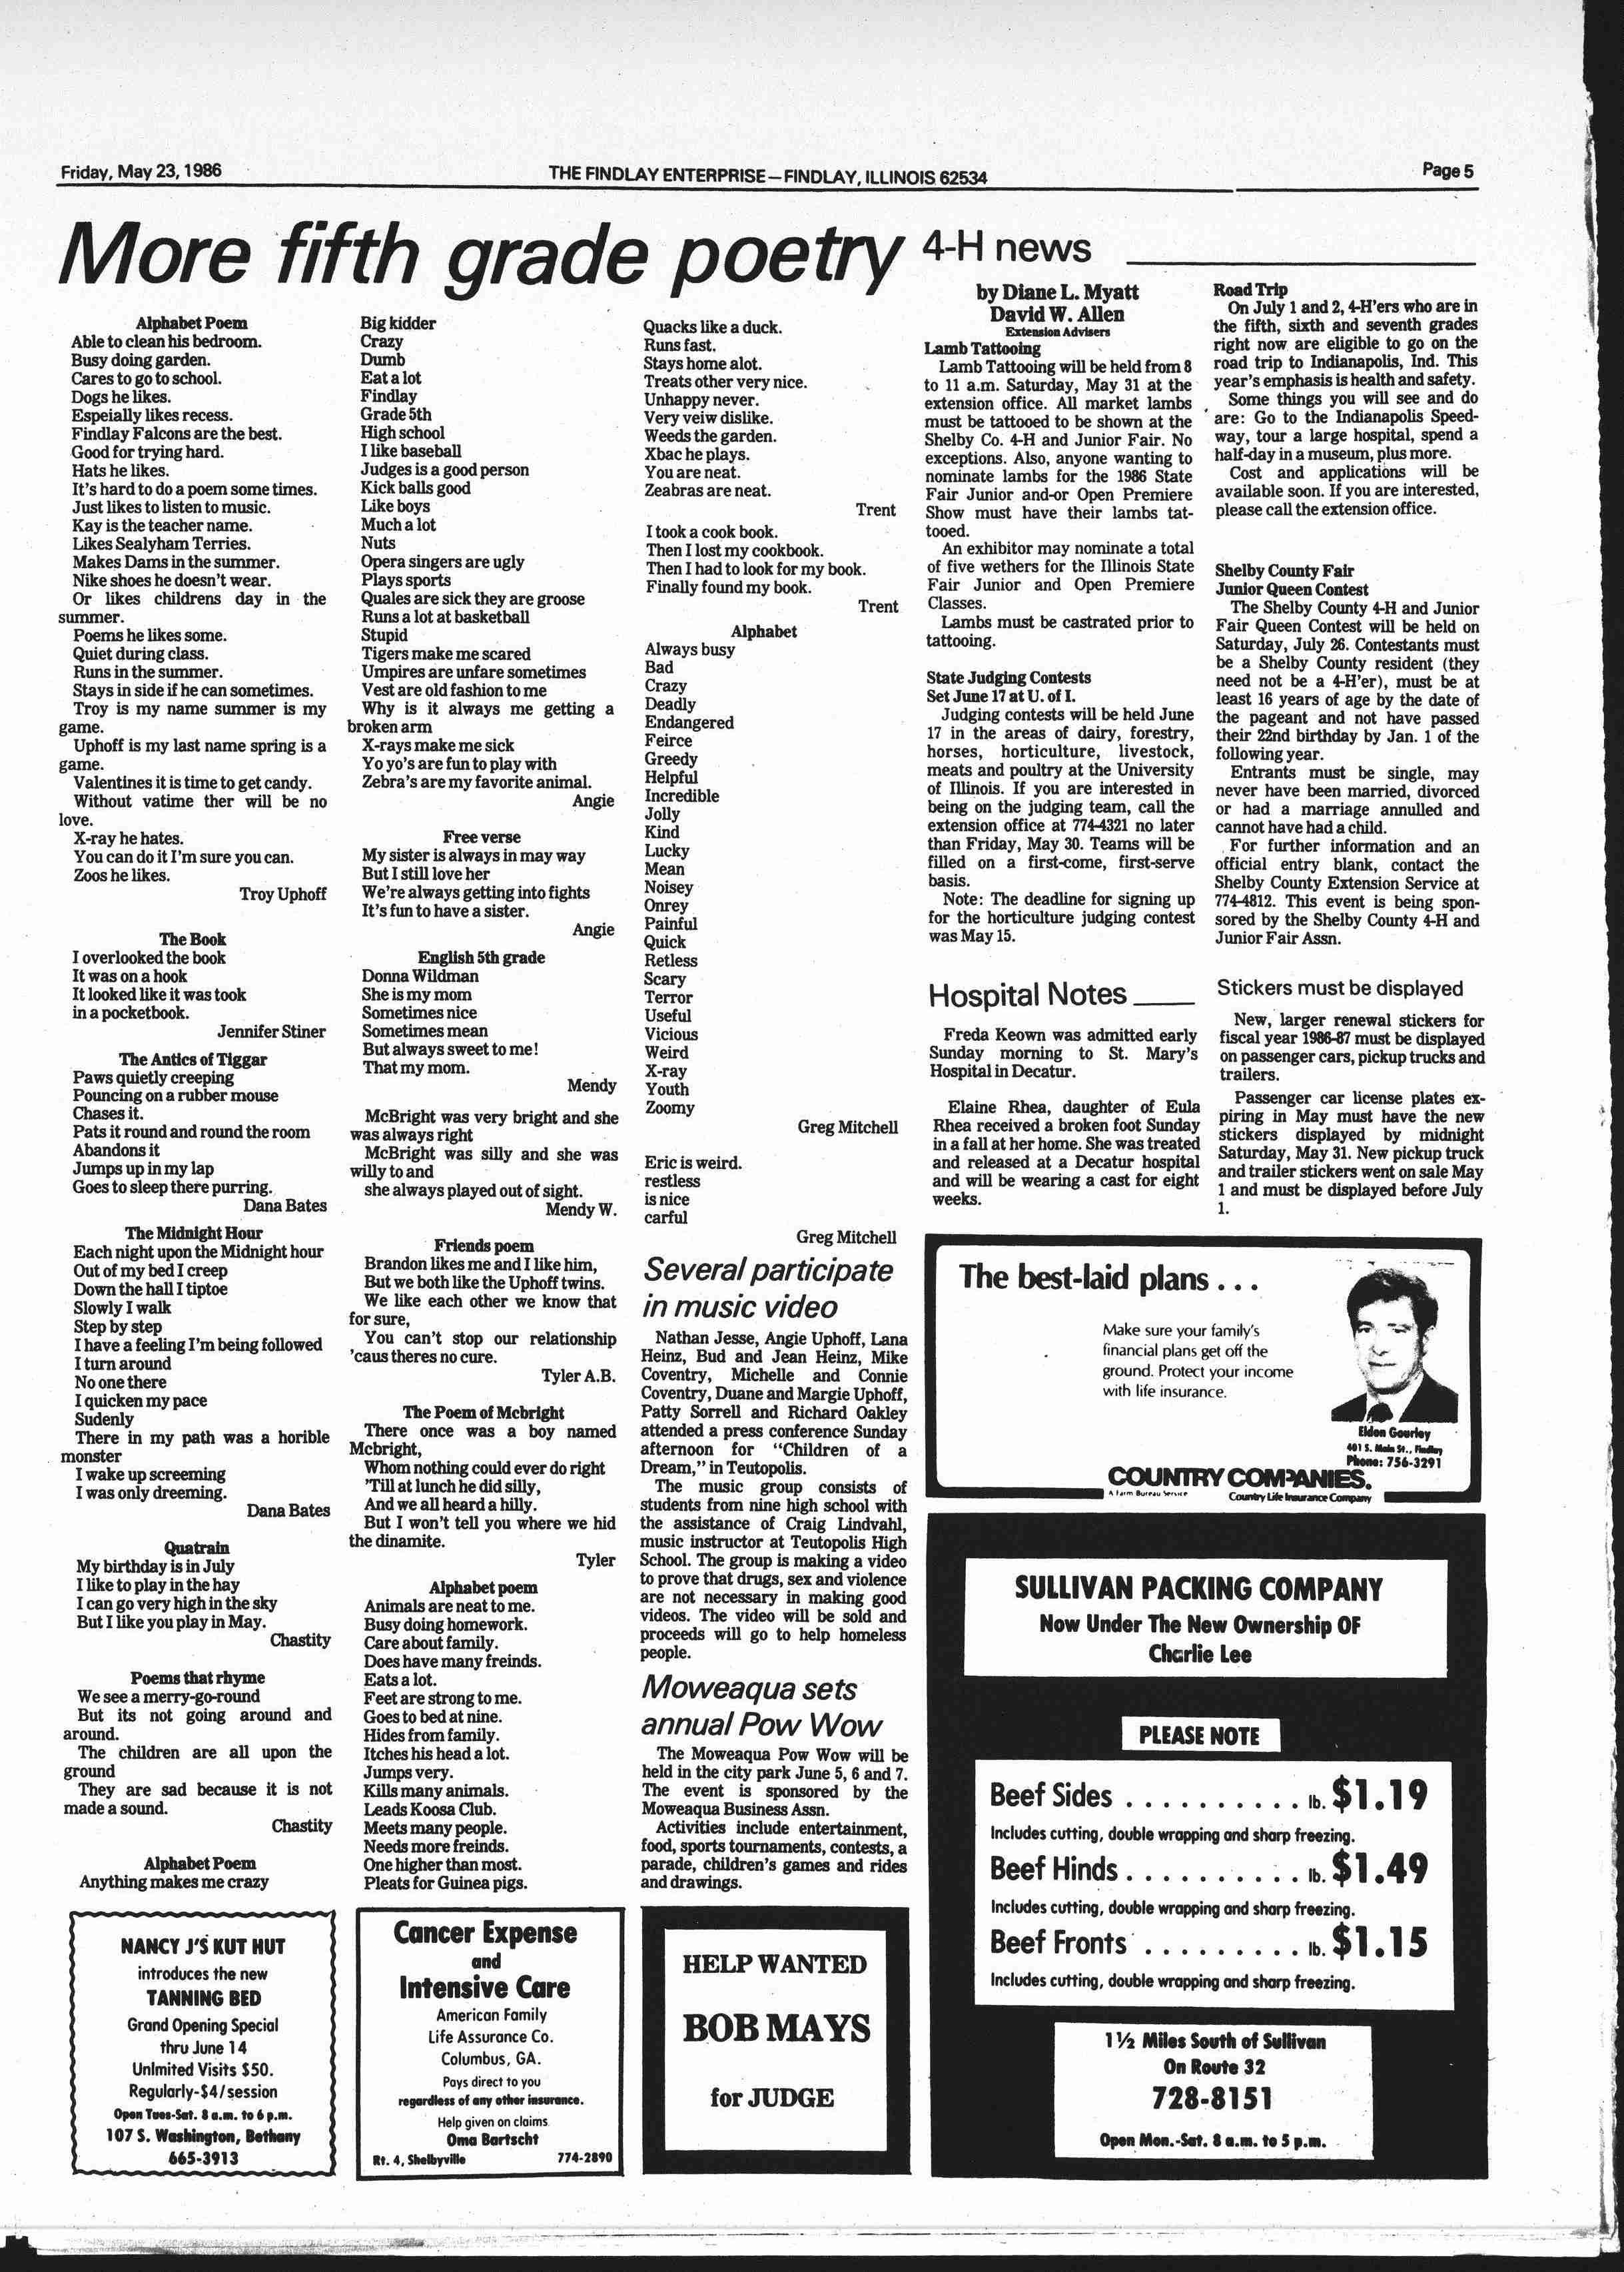 Friday, May 23, 1986
THE FINDLAY ENTERPRISE—FINDLAY, ILLINOIS 62534
Page 5
More fifth grade poetry
Alphabet Poem
Able to clean his bedroom.
Busy doing garden.
Cares to go to school.
Dogs he likes.
Espeially likes recess.
Findlay Falcons are the best.
Good for trying hard.
Hats he likes.
It's hard to do a poem some times.
Just likes to listen to music.
Kay is the teacher name.
Likes Sealyham Terries.
Makes Dams in the summer.
Nike shoes he doesn't wear.
Or likes childrens day in the
summer.
Poems he likes some.
Quiet during class.
Runs in the summer.
Stays in side if he can sometimes.
Troy is my name summer is my
game.
Uphoff is my last name spring is a
game.
Valentines it is time to get candy.
Without vatime ther will be no
love.
X-ray he hates.
You can do it I'm sure you can.
Zoos he likes.
Troy Uphoff
The Book
I overlooked the book
It was on a hook
It looked like it was took
in a pocketbook.
Jennifer Stiner
The Antics of Tiggar
Paws quietly creeping
Pouncing on a rubber mouse
Chases it.
Pats it round and round the room
Abandons it
Jumps up in my lap
Goes to sleep there purring.
Dana Bates
The Midnight Hour
Each night upon the Midnight hour
Out of my bed I creep
Down the hall I tiptoe
Slowly I walk
Step by step
I have a feeling I'm being followed
I turn around
No one there
I quicken my pace
Sudenly
There in my path was a horible
monster
I wake up screeming
I was only dreeming.
Dana Bates
Quatrain
My birthday is in July
I like to play in the hay
I can go very high in the sky
But I like you play in May.
Chastity
Poems that rhyme
We see a merry-go-round
But its not going around and
around.
The children are all upon the
ground
They are sad because it is not
made a sound.
Chastity
Alphabet Poem
Anything makes me crazy
Big kidder
Crazy
Dumb
Eat a lot
Findlay
Grade 5th
High school
I like baseball
Judges is a good person
Kick balls good
Like boys
Much a lot
Nuts
Opera singers are ugly
Plays sports
Quales are sick they are groose
Runs a lot at basketball
Stupid
Tigers make me scared
Umpires are unfare sometimes
Vest are old fashion to me
Why is it always me getting a
broken arm
X-rays make me sick
Yo yo's are fun to play with
Zebra's are my favorite animal.
Angie
Free verse
My sister is always in may way
But I still love her
We're always getting into fights
It's fun to have a sister.
Angie
English 5th grade
Donna Wildman
She is my mom
Sometimes nice
Sometimes mean
But always sweet to me!
That my mom.
Mendy
McBright was very bright and she
was always right
McBright was silly and she was
willy to and
she always played out of sight.
Mendy W.
Friends poem
Brandon likes me and I like him,
But we both like the Uphoff twins.
We like each other we know that
for sure,
You can't stop our relationship
'caus theres no cure.
Tyler A.B.
The Poem of Mcbright
There once was a boy named
Mcbright,
Whom nothing could ever do right
'Till at lunch he did silly,
And we all heard a hilly.
But I won't tell you where we hid
the dinamite.
Tyler
Alphabet poem
Animals are neat to me.
Busy doing homework.
Care about family.
Does have many freinds.
Eats a lot.
Feet are strong to me.
Goes to bed at nine.
Hides from family.
Itches his head a lot.
Jumps very.
Kills many animals.
Leads Koosa Club.
Meets many people.
Needs more freinds.
One higher than most.
Pleats for Guinea pigs.
Quacks like a duck.
Runs fast.
Stays home alot.
Treats other very nice.
Unhappy never.
Very veiw dislike.
Weeds the garden.
Xbac he plays.
You are neat.
Zeabras are neat.
Trent
I took a cook book.
Then I lost my cookbook.
Then I had to look for my book.
Finally found my book.
Trent
Alphabet
Always busy
Bad
Crazy
Deadly
Endangered
Feirce
Greedy
Helpful
Incredible
Jolly
Kind
Lucky
Mean
Noisey
Onrey
Painful
Quick
Retless
Scary
Terror
Useful
Vicious
Weird
X-ray
Youth
Zoomy
Greg Mitchell
Eric is weird.
restless
is nice
carful
Greg Mitchell
Several participate
in music video
Nathan Jesse, Angie Uphoff, Lana
Heinz, Bud and Jean Heinz, Mike
Coventry, Michelle and Connie
Coventry, Duane and Margie Uphoff,
Patty Sorrell and Richard Oakley
attended a press conference Sunday
afternoon for "Children of a
Dream," in Teutopolis.
The music group consists of
students from nine high school with
the assistance of Craig Lindvahl,
music instructor at Teutopolis High
School. The group is making a video
to prove that drugs, sex and violence
are not necessary in making good
videos. The video will be sold and
proceeds will go to help homeless
people.
Moweaqua sets
annual Pow Wow
The Moweaqua Pow Wow will be
held in the city park June 5, 6 and 7.
The event is sponsored by the
Moweaqua Business Assn.
Activities include entertainment,
food, sports tournaments, contests, a
parade, children's games and rides
and drawings.
4-H news
by Diane L. Myatt
David W. Allen
Extension Advisers
Lamb Tattooing
Lamb Tattooing will be held from 8
to 11 a.m. Saturday, May 31 at the
extension office. All market lambs
must be tattooed to be shown at the
Shelby Co. 4-H and Junior Fair. No
exceptions. Also, anyone wanting to
nominate lambs for the 1986 State
Fair Junior and-or Open Premiere
Show must have their lambs tat-
tooed.
An exhibitor may nominate a total
of five wethers for the Illinois State
Fair Junior and Open Premiere
Classes.
Lambs must be castrated prior to
tattooing.
State Judging Contests
Set June 17 at U. of I.
Judging contests will be held June
17 in the areas of dairy, forestry,
horses, horticulture, livestock,
meats and poultry at the University
of Illinois. If you are interested in
being on the judging team, call the
extension office at 774-4321 no later
than Friday, May 30. Teams will be
filled on a first-come, first-serve
basis.
Note: The deadline for signing up
for the horticulture judging contest
was May 15.
Road Trip
On July 1 and 2, 4-H'ers who are in
the fifth, sixth and seventh grades
right now are eligible to go on the
road trip to Indianapolis, Ind. This
year's emphasis is health and safety.
Some things you will see and do
are: Go to the Indianapolis Speed-
way, tour a large hospital, spend a
half-day in a museum, plus more.
Cost and applications will be
available soon. If you are interested,
please call the extension office.
Shelby County Fair
Junior Queen Contest
The Shelby County 4-H and Junior
Fair Queen Contest will be held on
Saturday, July 26. Contestants must
be a Shelby County resident (they
need not be a 4-H'er), must be at
least 16 years of age by the date of
the pageant and not have passed
their 22nd birthday by Jan. 1 of the
following year.
Entrants must be single, may
never have been married, divorced
or had a marriage annulled and
cannot have had a child.
For further information and an
official entry blank, contact the
Shelby County Extension Service at
774-4812. This event is being spon-
sored by the Shelby County 4-H and
Junior Fair Assn.
Hospital Notes
Freda Keown was admitted early
Sunday morning to St. Mary's
Hospital in Decatur.
Elaine Rhea, daughter of Eula
Rhea received a broken foot Sunday
in a fall at her home. She was treated
and released at a Decatur hospital
and will be wearing a cast for eight
weeks.
Stickers must be displayed
New, larger renewal stickers for
fiscal year 1986-87 must be displayed
on passenger cars, pickup trucks and
trailers.
Passenger car license plates ex-
piring in May must have the new
stickers displayed by midnight
Saturday, May 31. New pickup truck
and trailer stickers went on sale May
1 and must be displayed before July
1.
The best-laid plans . . .
Make sure your family's
financial plans get off the
ground. Protect your income
with life insurance.
Eldon Gourley
401 S. Main St., Findlay
Phone: 756-3291
COUNTRY COMPANIES.
A Farm Bureau Service
Country Life Insurance Company
SULLIVAN PACKING COMPANY
Now Under The New Ownership OF
Charlie Lee
PLEASE NOTE
Beef Sides . . . . . . . . . . lb. $1.19
Includes cutting, double wrapping and sharp freezing.
Beef Hinds . . . . . . . . . . lb. $1.49
Includes cutting, double wrapping and sharp freezing.
Beef Fronts . . . . . . . . . lb. $1.15
Includes cutting, double wrapping and sharp freezing.
1½ Miles South of Sullivan
On Route 32
728-8151
Open Mon.-Sat. 8 a.m. to 5 p.m.
NANCY J'S KUT HUT
introduces the new
TANNING BED
Grand Opening Special
thru June 14
Unlmited Visits $50.
Regularly-$4/session
Open Tues-Sat. 8 a.m. to 6 p.m.
107 S. Washington, Bethany
665-3913
Cancer Expense
and
Intensive Care
American Family
Life Assurance Co.
Columbus, GA.
Pays direct to you
regardless of any other insurance.
Help given on claims
Oma Bartscht
Rt. 4, Shelbyville 774-2890
HELP WANTED
BOB MAYS
for JUDGE